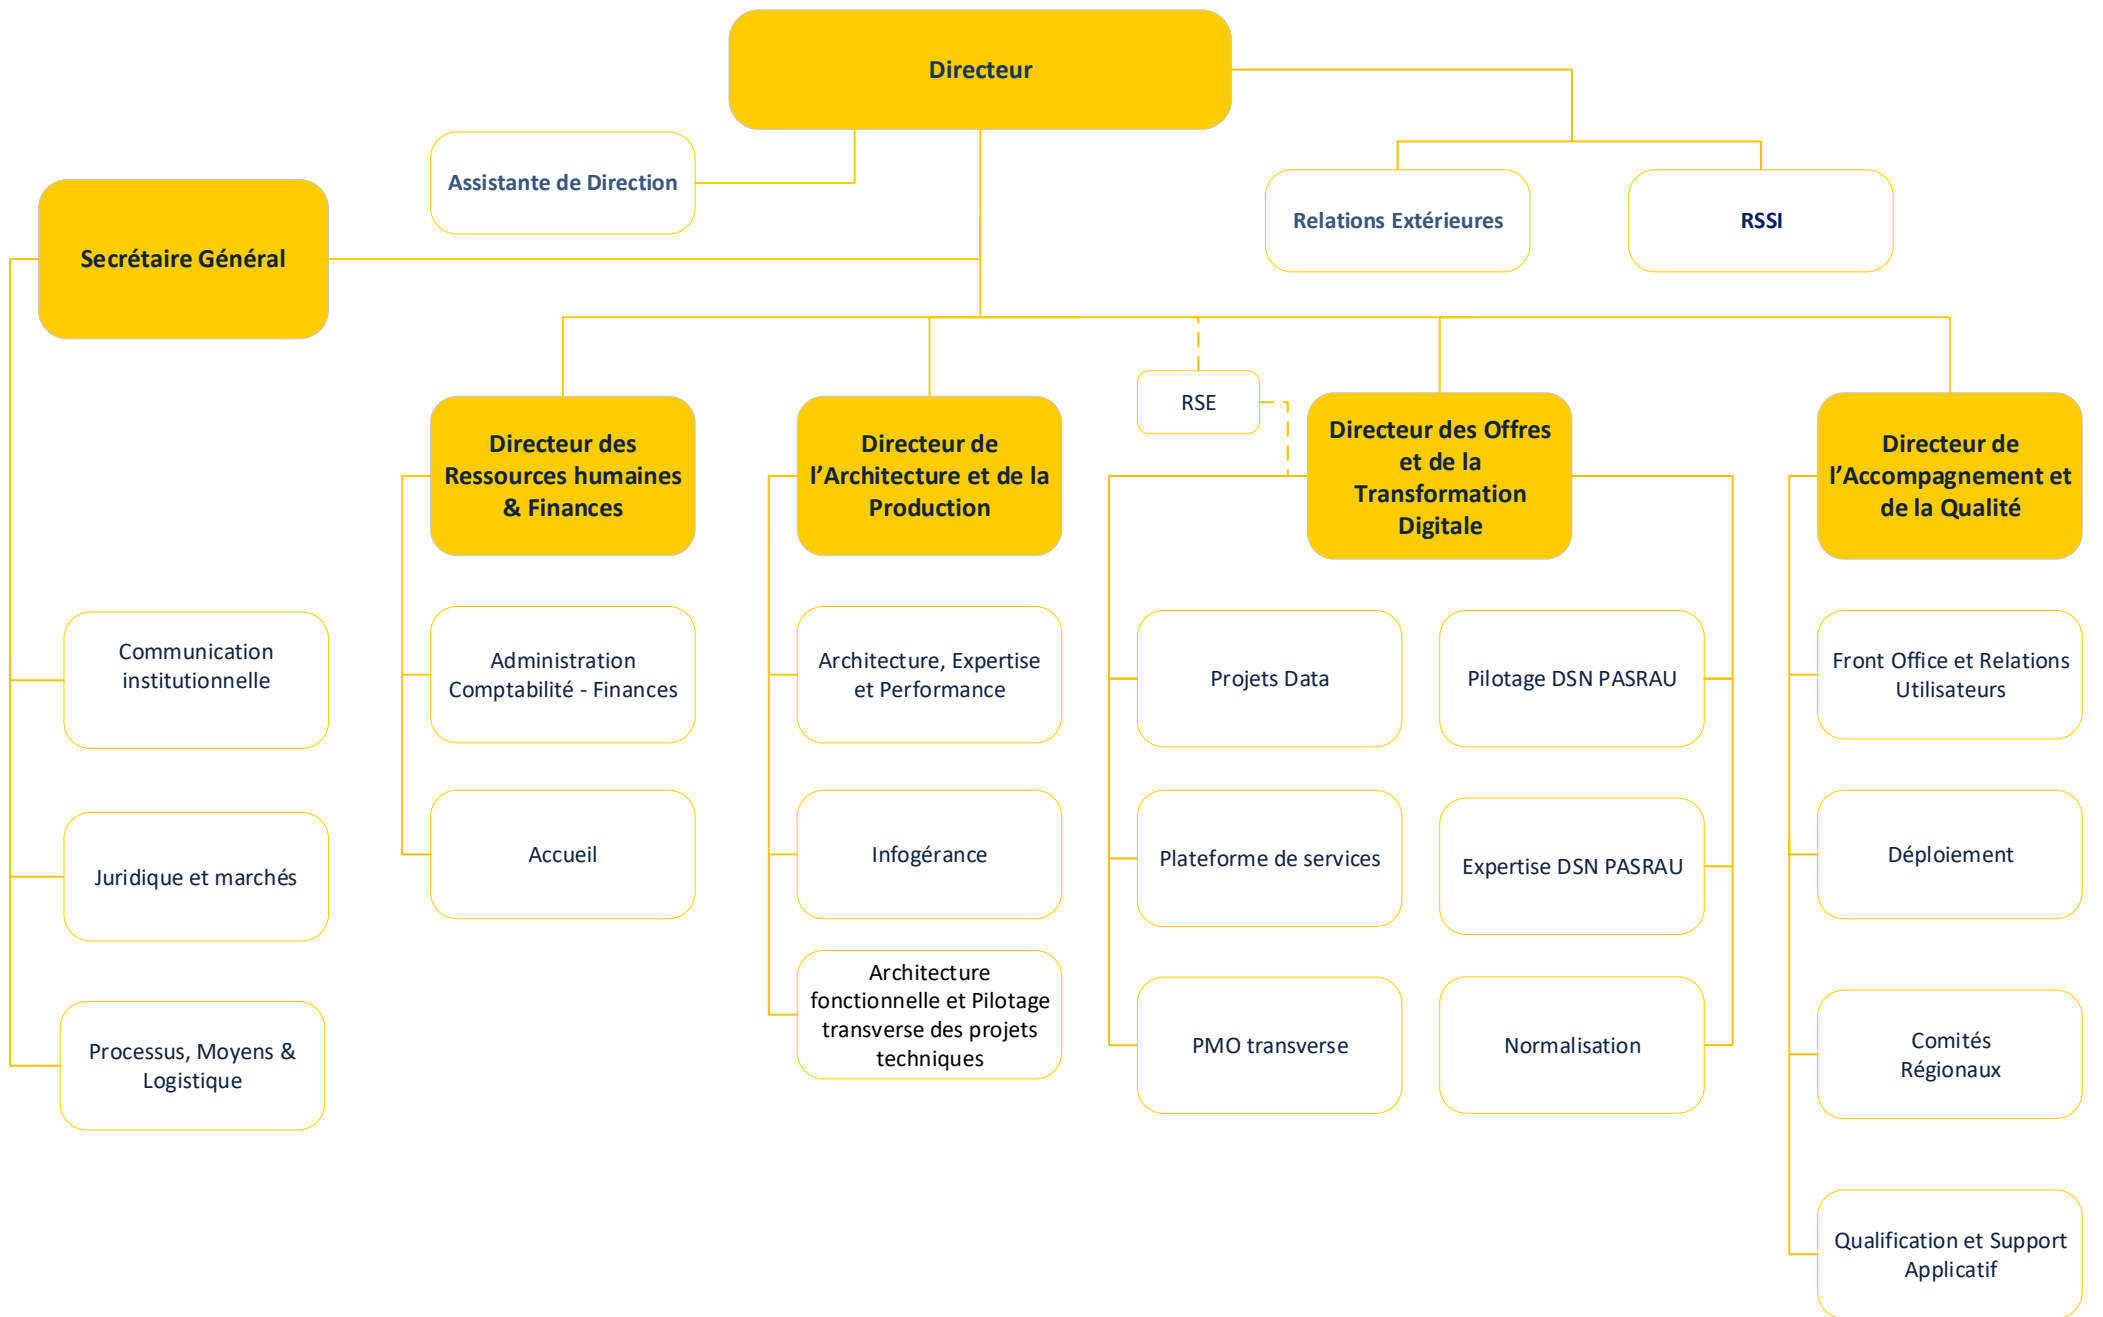 Directeur
Assistante de Direction
Relations Extérieures
RSSI
Secrétaire Général
RSE
Directeur des
Ressources humaines
& Finances
Directeur de
l’Architecture et de la
Production
Directeur des Offres
et de la
Transformation
Digitale
Directeur de
l’Accompagnement et
de la Qualité
Communication
institutionnelle
Juridique et marchés
Processus, Moyens &
Logistique
Administration
Comptabilité - Finances
Accueil
Architecture, Expertise
et Performance
Infogérance
Architecture
fonctionnelle et Pilotage
transverse des projets
techniques
Projets Data
Plateforme de services
PMO transverse
Pilotage DSN PASRAU
Expertise DSN PASRAU
Normalisation
Front Office et Relations
Utilisateurs
Déploiement
Comités
Régionaux
Qualification et Support
Applicatif